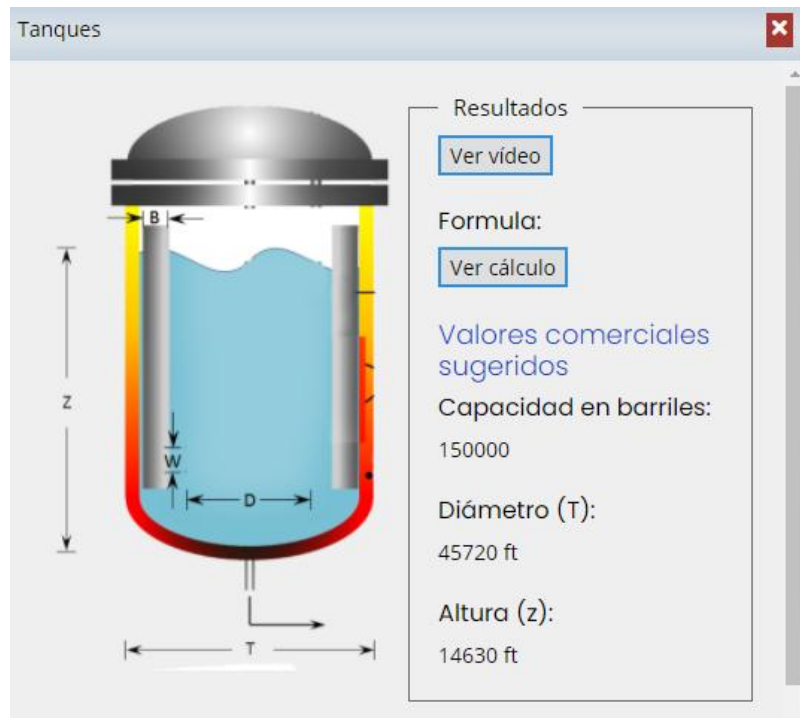 Tanques
Resultados
Ver vídeo
Formula:
Ver cálculo
Valores comerciales
sugeridos
Capacidad en barriles:
150000
Diámetro (T):
45720 ft
Altura (z):
14630 ft
B
Z
W
D
T